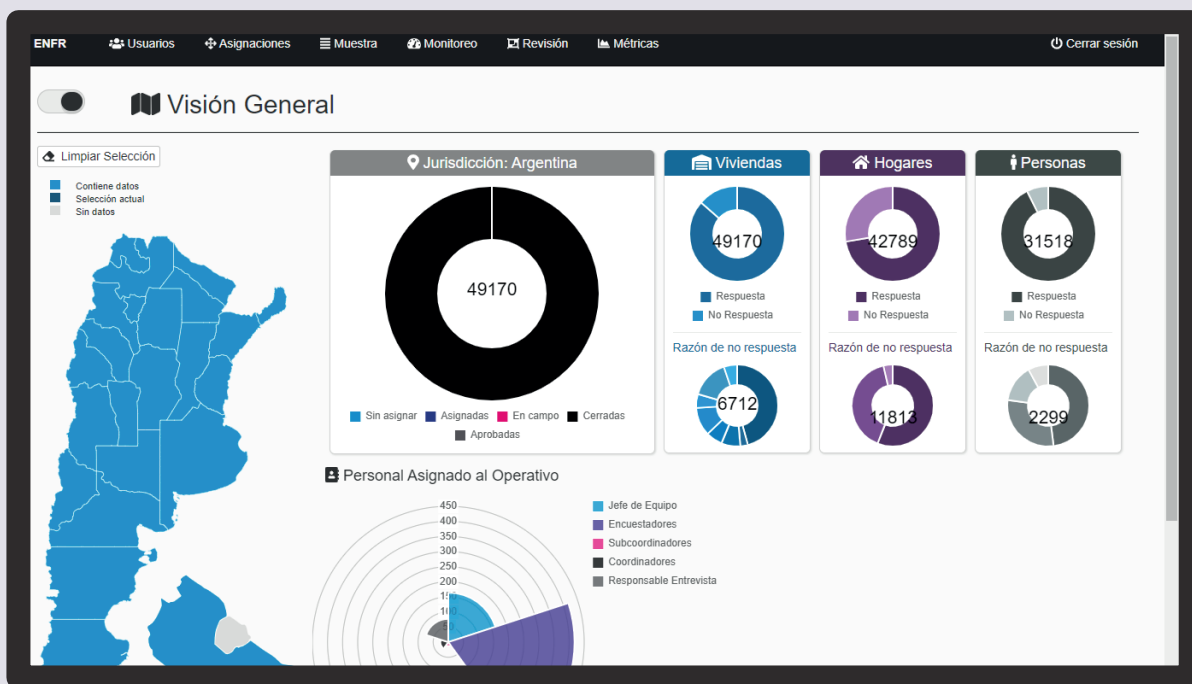 ENFR Usuarios Asignaciones Muestra Monitoreo Revisión Métricas Cerrar sesión
Visión General
Limpiar Selección
Contiene datos
Selección actual
Sin datos
Jurisdicción: Argentina
49170
Sin asignar Asignadas En campo Cerradas
Aprobadas
Viviendas
49170
Respuesta
No Respuesta
Razón de no respuesta
6712
Hogares
42789
Respuesta
No Respuesta
Razón de no respuesta
11813
Personas
31518
Respuesta
No Respuesta
Razón de no respuesta
2299
Personal Asignado al Operativo
450
400
350
300
250
200
Jefe de Equipo
Encuestadores
Subcoordinadores
Coordinadores
Responsable Entrevista